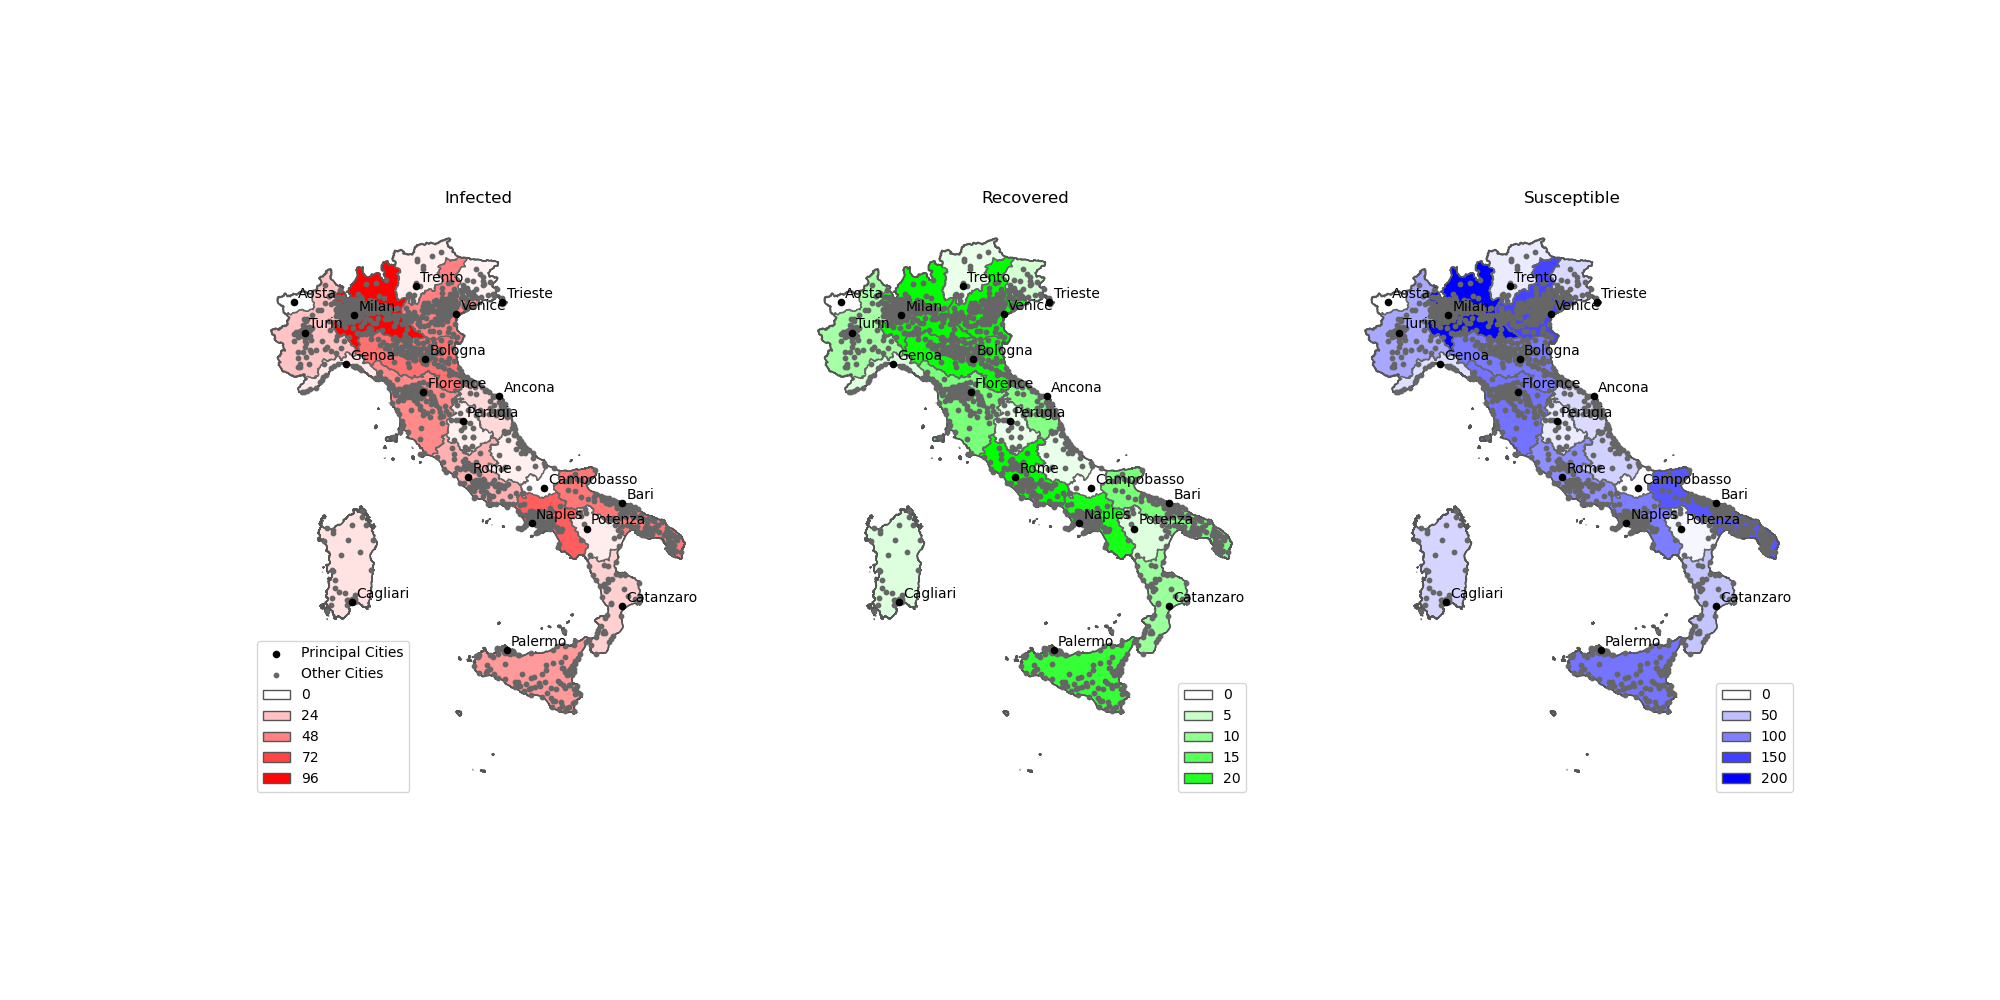 Infected
Trento
Aosta
Trieste
Milan
Venice
Turin
Genoa
Bologna
Florence
Ancona
Perugia
Rome
Campobasso
Bari
Naples
Potenza
Cagliari
Catanzaro
Palermo
Principal Cities
Other Cities
0
24
48
72
96
Recovered
Trento
Aosta
Trieste
Milan
Venice
Turin
Genoa
Bologna
Florence
Ancona
Perugia
Rome
Campobasso
Bari
Naples
Potenza
Cagliari
Catanzaro
Palermo
0
5
10
15
20
Susceptible
Trento
Aosta
Trieste
Milan
Venice
Turin
Genoa
Bologna
Florence
Ancona
Perugia
Rome
Campobasso
Bari
Naples
Potenza
Cagliari
Catanzaro
Palermo
0
50
100
150
200